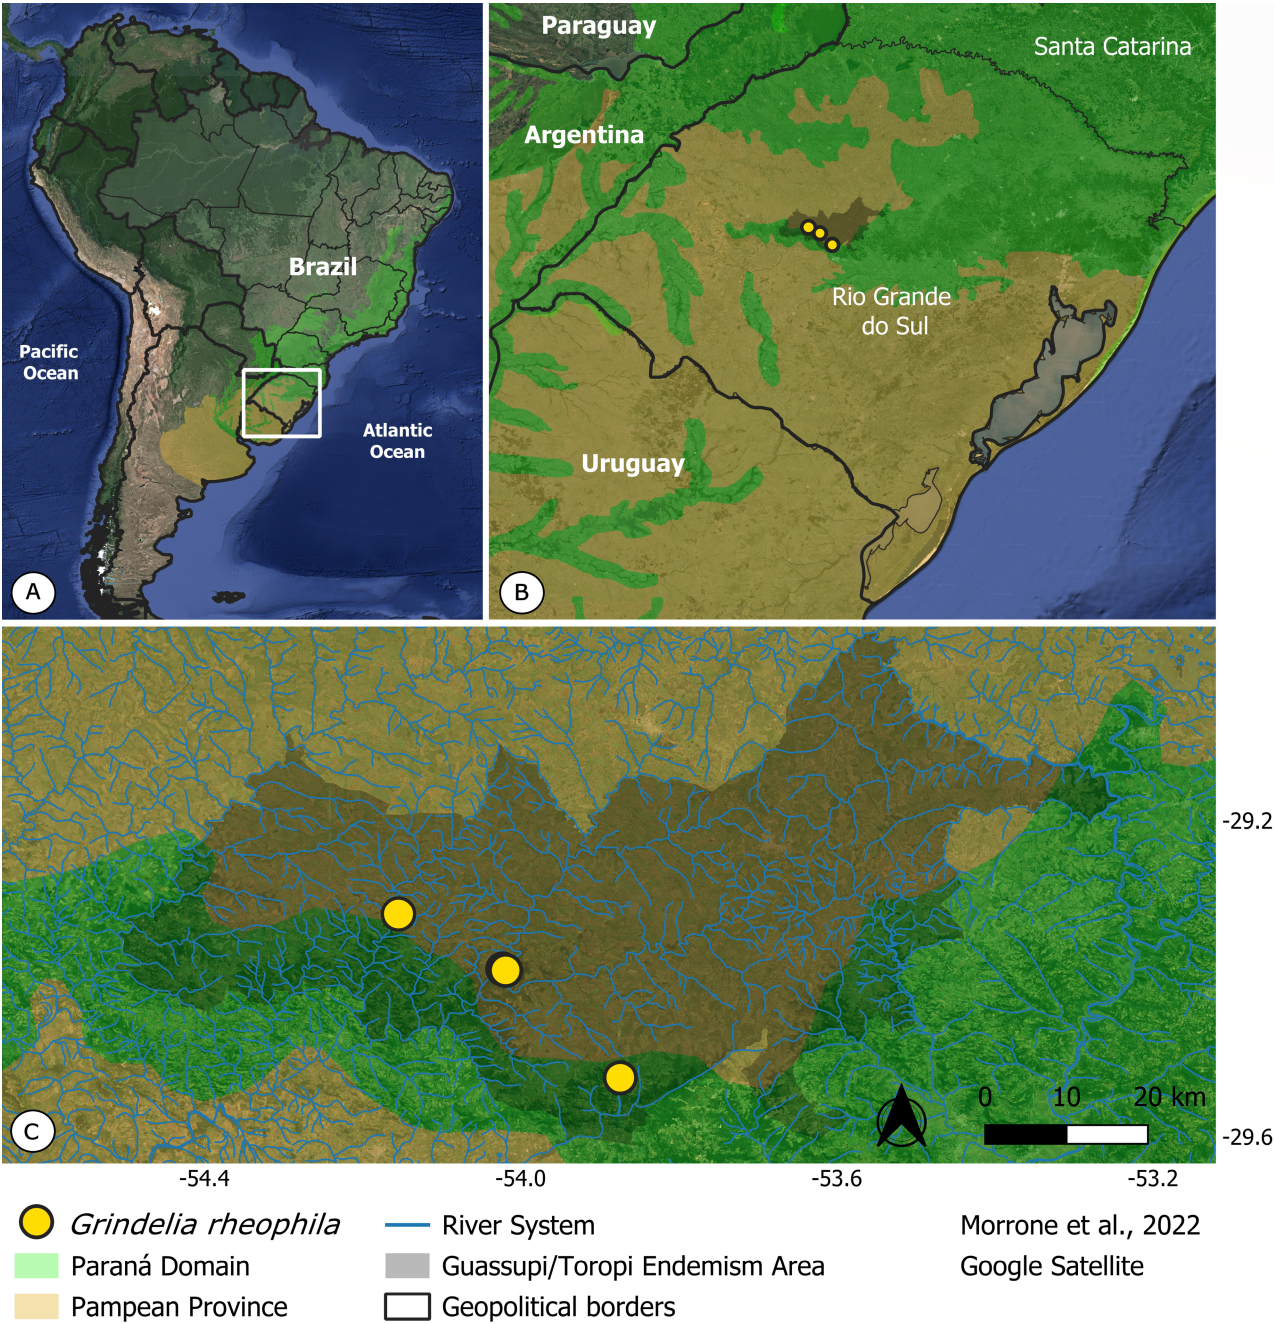 Brazil
Pacific
Ocean
Atlantic
Ocean
A
Paraguay
Santa Catarina
Argentina
Rio Grande
do Sul
Uruguay
B
-29.2
0 10 20 km
C
-29.6
-54.4 -54.0 -53.6 -53.2
Grindelia rheophila
River System
Morrone et al., 2022
Paraná Domain
Guassupi/Toropi Endemism Area
Google Satellite
Pampean Province
Geopolitical borders